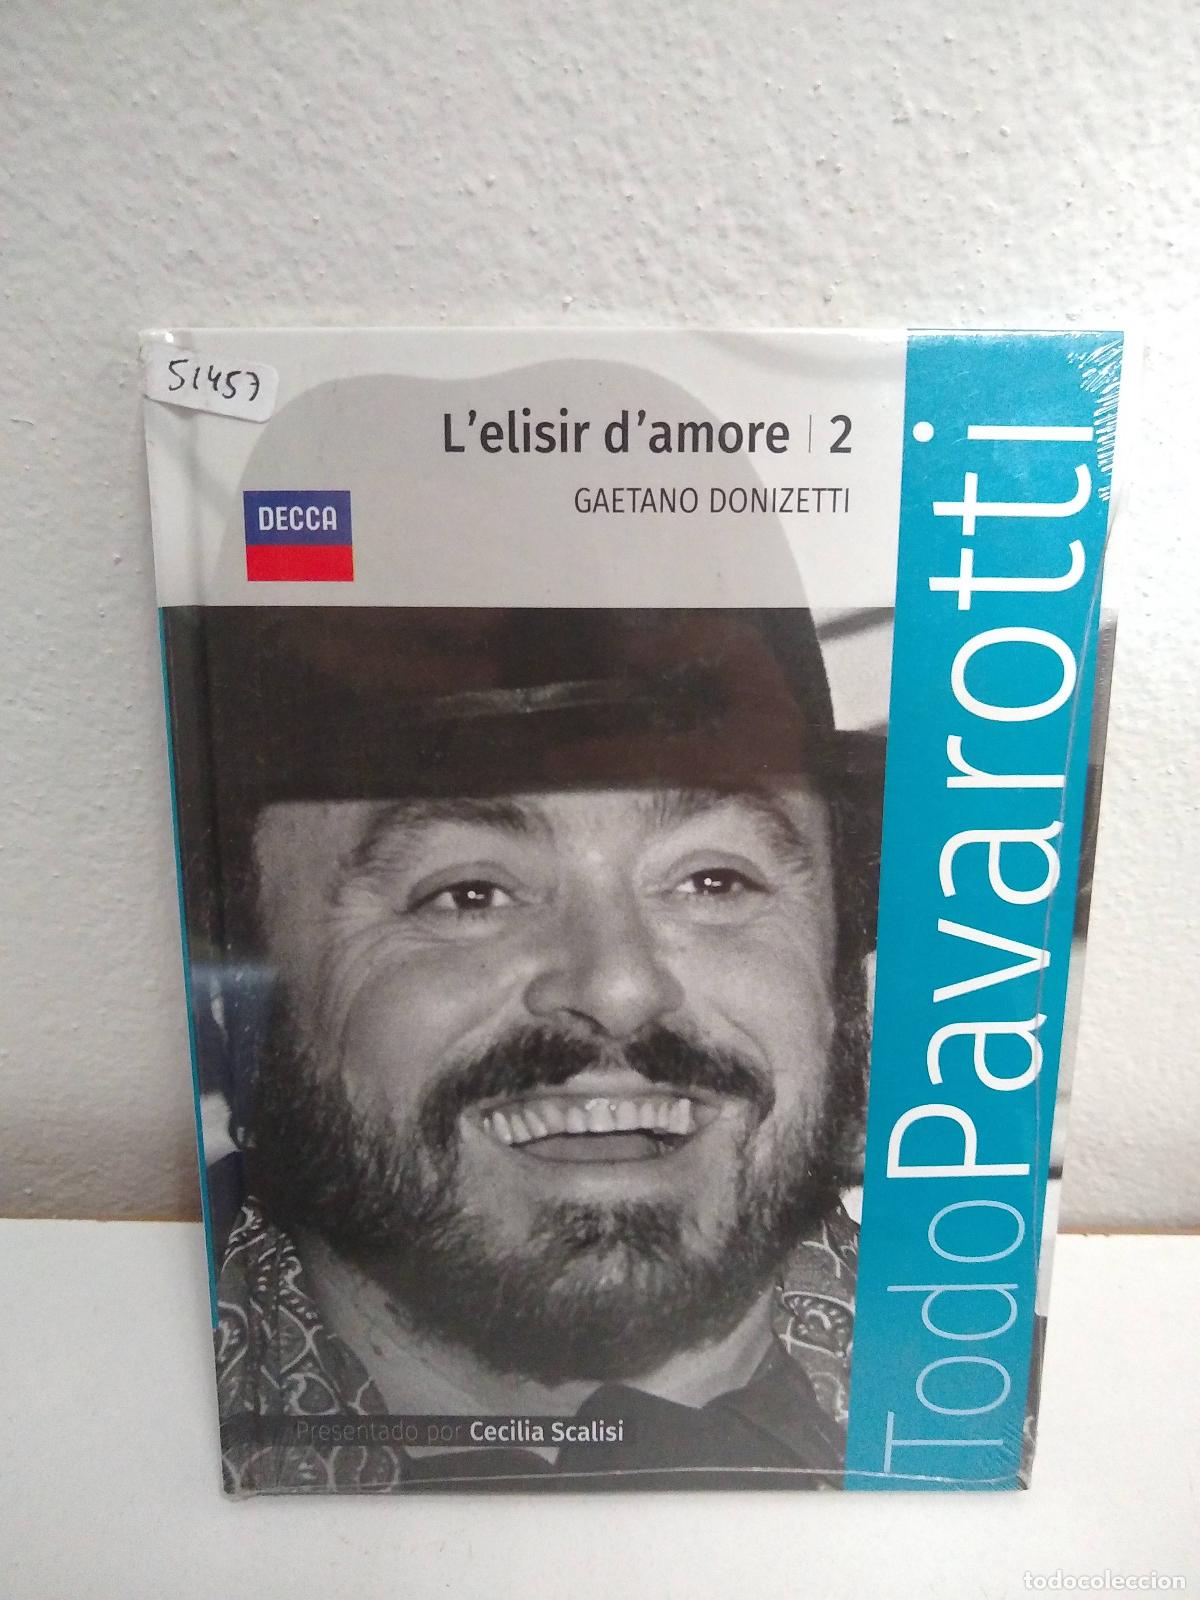 51457
L'elisir d'amore | 2
GAETANO DONIZETTI
DECCA
TodoPavarotti
Presentado por Cecilia Scalisi
todocoleccion